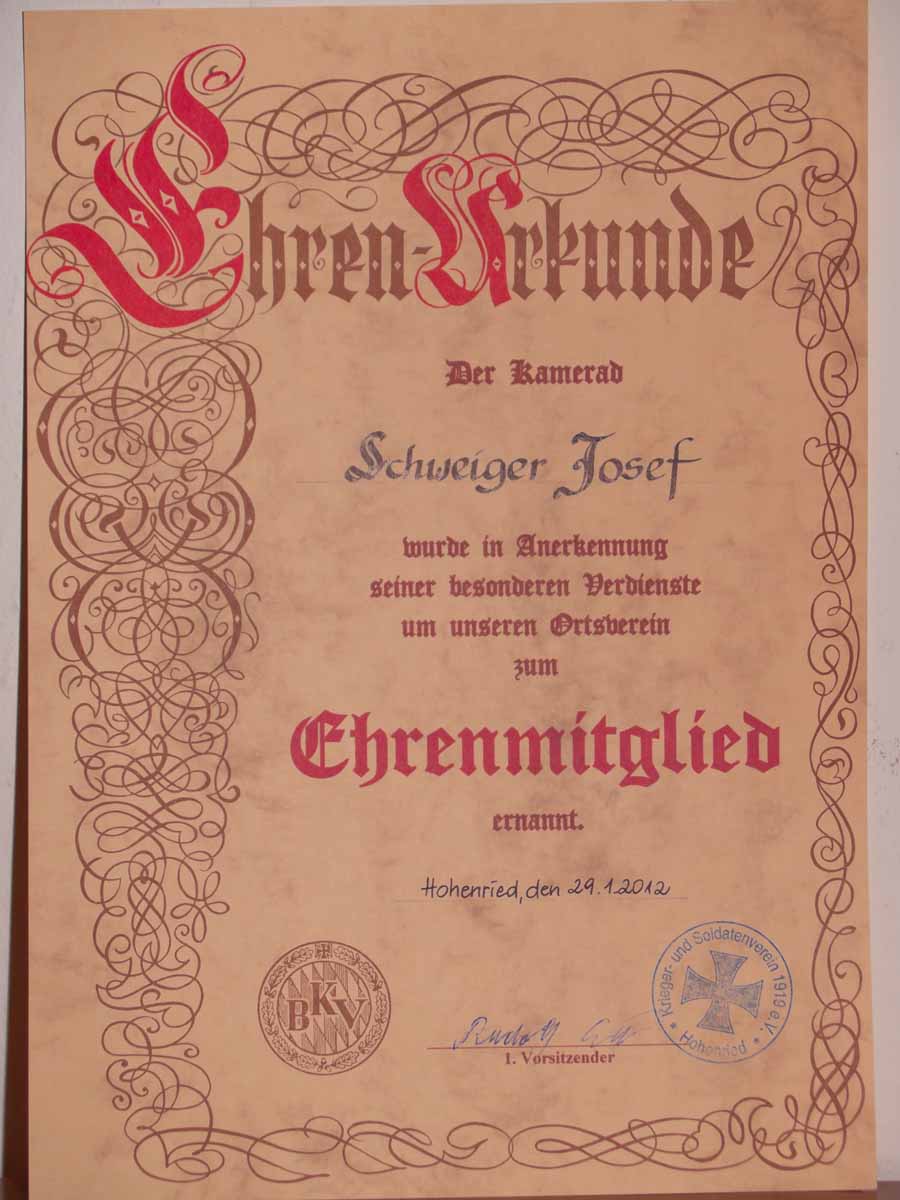 Ehren-Urkunde
Der Kamerad
Schweiger Josef
wurde in Anerkennung
seiner besonderen Verdienste
um unseren Ortsverein
zum
Ehrenmitglied
ernannt.
Hohenried, den 29.1.2012
BKV
Krieger- und Soldatenverein 1919 e.V.
* Hohenried *
Rudolf
1. Vorsitzender